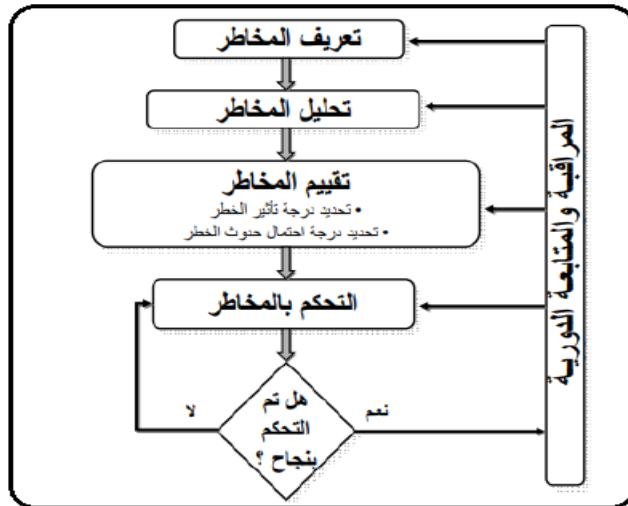 تعريف المخاطر
تحليل المخاطر
تقييم المخاطر
• تحديد درجة تأثير الخطر
• تحديد درجة احتمال حدوث الخطر
التحكم بالمخاطر
هل تم
التحكم
بنجاح ؟
نعم
لا
المراقبة والمتابعة الدورية